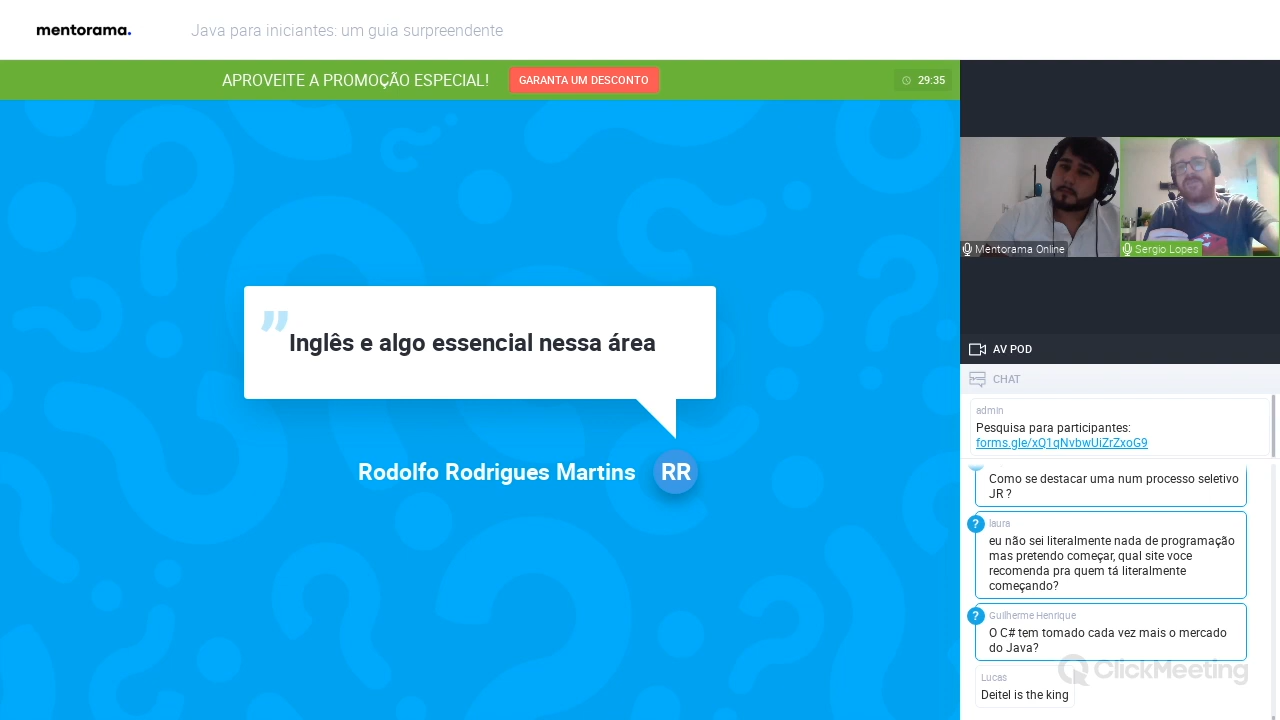 mentorama.
Java para iniciantes: um guia surpreendente
APROVEITE A PROMOÇÃO ESPECIAL!
GARANTA UM DESCONTO
29:35
"Inglês e algo essencial nessa área
Rodolfo Rodrigues Martins
RR
Mentorama Online
Sergio Lopes
AV POD
CHAT
admin
Pesquisa para participantes:
forms.gle/xQ1qNvbwUiZrZxoG9
Como se destacar uma num processo seletivo
JR ?
?
laura
eu não sei literalmente nada de programação
mas pretendo começar, qual site voce
recomenda pra quem tá literalmente
começando?
?
Guilherme Henrique
O C# tem tomado cada vez mais o mercado
do Java?
ClickMeeting
Lucas
Deitel is the king